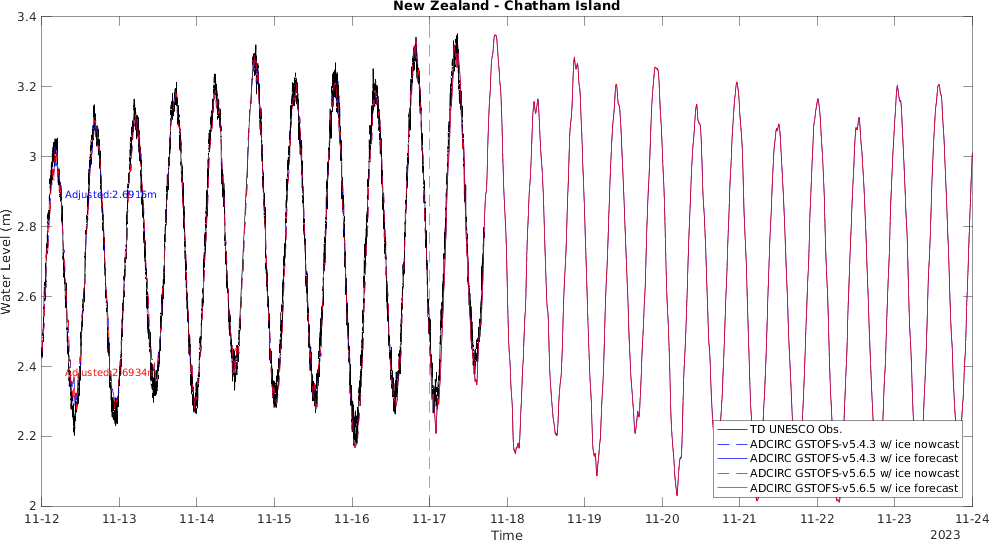 New Zealand - Chatham Island
3.4
3.2
3
2.8
2.6
2.4
2.2
2
Water Level (m)
Adjusted:2.6915m
Adjusted:2.6934m
TD UNESCO Obs.
ADCIRC GSTOFS-v5.4.3 w/ ice nowcast
ADCIRC GSTOFS-v5.4.3 w/ ice forecast
ADCIRC GSTOFS-v5.6.5 w/ ice nowcast
ADCIRC GSTOFS-v5.6.5 w/ ice forecast
11-12 11-13 11-14 11-15 11-16 11-17 11-18 11-19 11-20 11-21 11-22 11-23 11-24
Time
2023